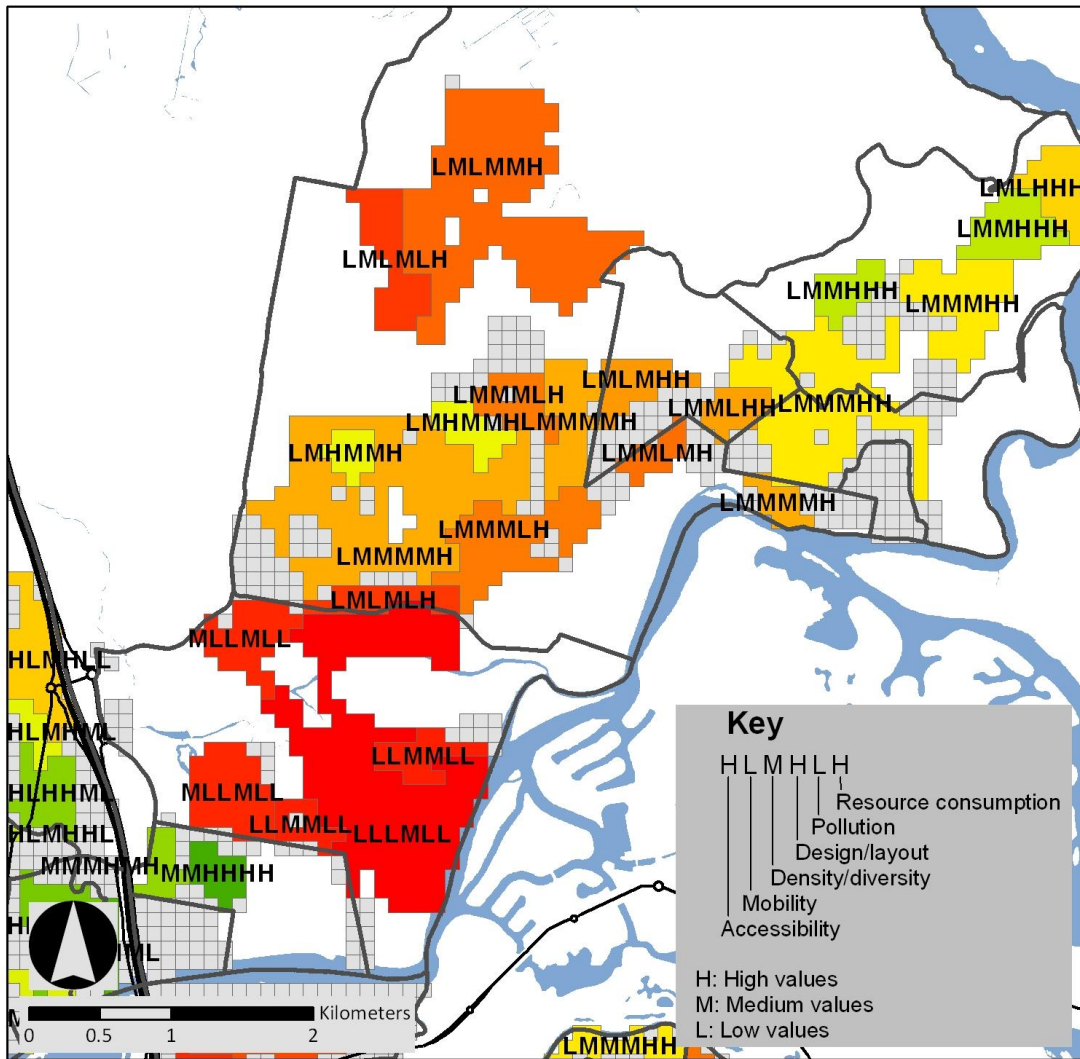 LMLMMH
LMLHHH
LMMHHH
LMLMLH
LMMHHH
LMMMHH
LMLMHH
LMMMLH
LMMLHH
LMMMHH
LMHMMH
LMMMMH
LMHMMH
LMMLMH
LMMMMH
LMMMLH
LMMMMH
LMLMLH
MLLMLL
HLMHLL
HLMHML
LLMMLL
MLLMLL
HLHHML
LLMMLL
LLLMLL
HLMHHL
MMMHMH
MMHHHH
Key
H L M H L H
Resource consumption
Pollution
Design/layout
Density/diversity
Mobility
Accessibility
H: High values
M: Medium values
L: Low values
Kilometers
0 0.5 1 2
LMMMHH